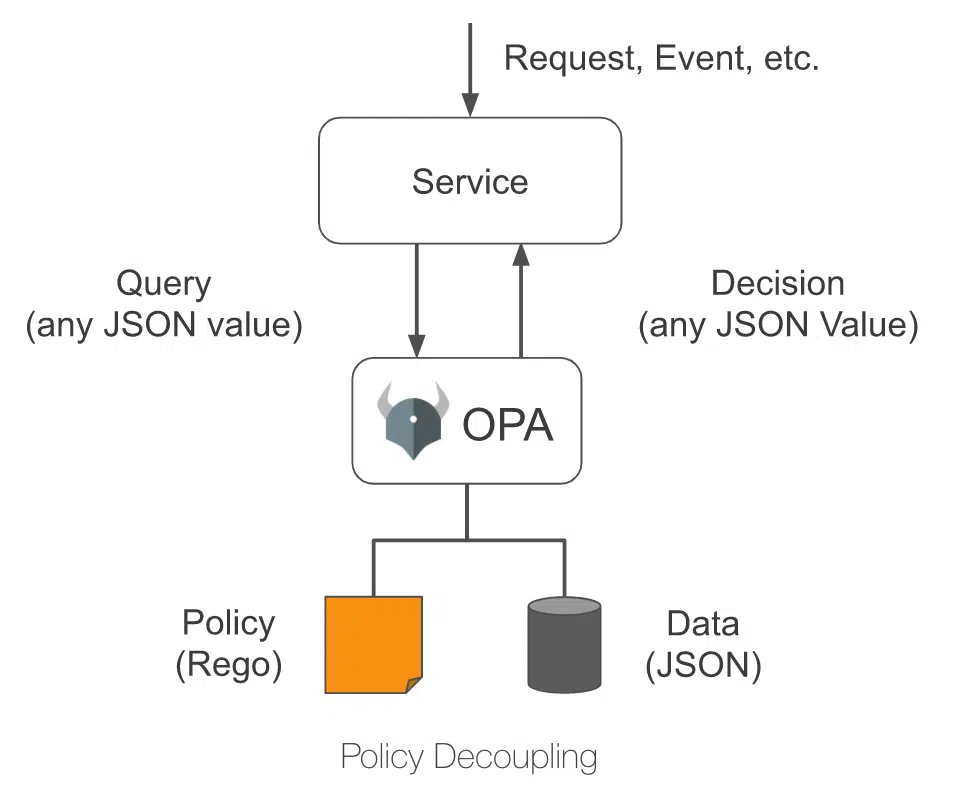 Request, Event, etc.
Service
Query
(any JSON value)
Decision
(any JSON Value)
OPA
Policy
(Rego)
Data
(JSON)
Policy Decoupling